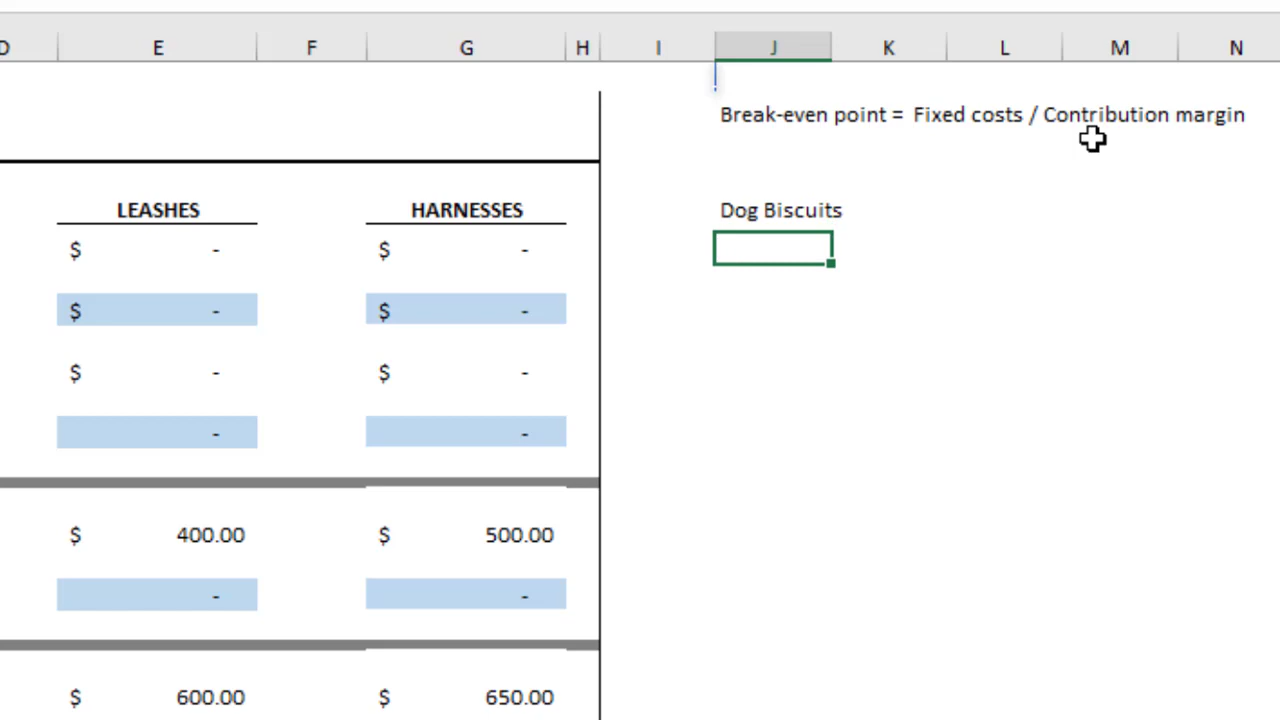 D E F G H I J K L M N
Break-even point = Fixed costs / Contribution margin
LEASHES HARNESSES Dog Biscuits
$ - $ -
$ - $ -
$ - $ -
- -
$ 400.00 $ 500.00
- -
$ 600.00 $ 650.00